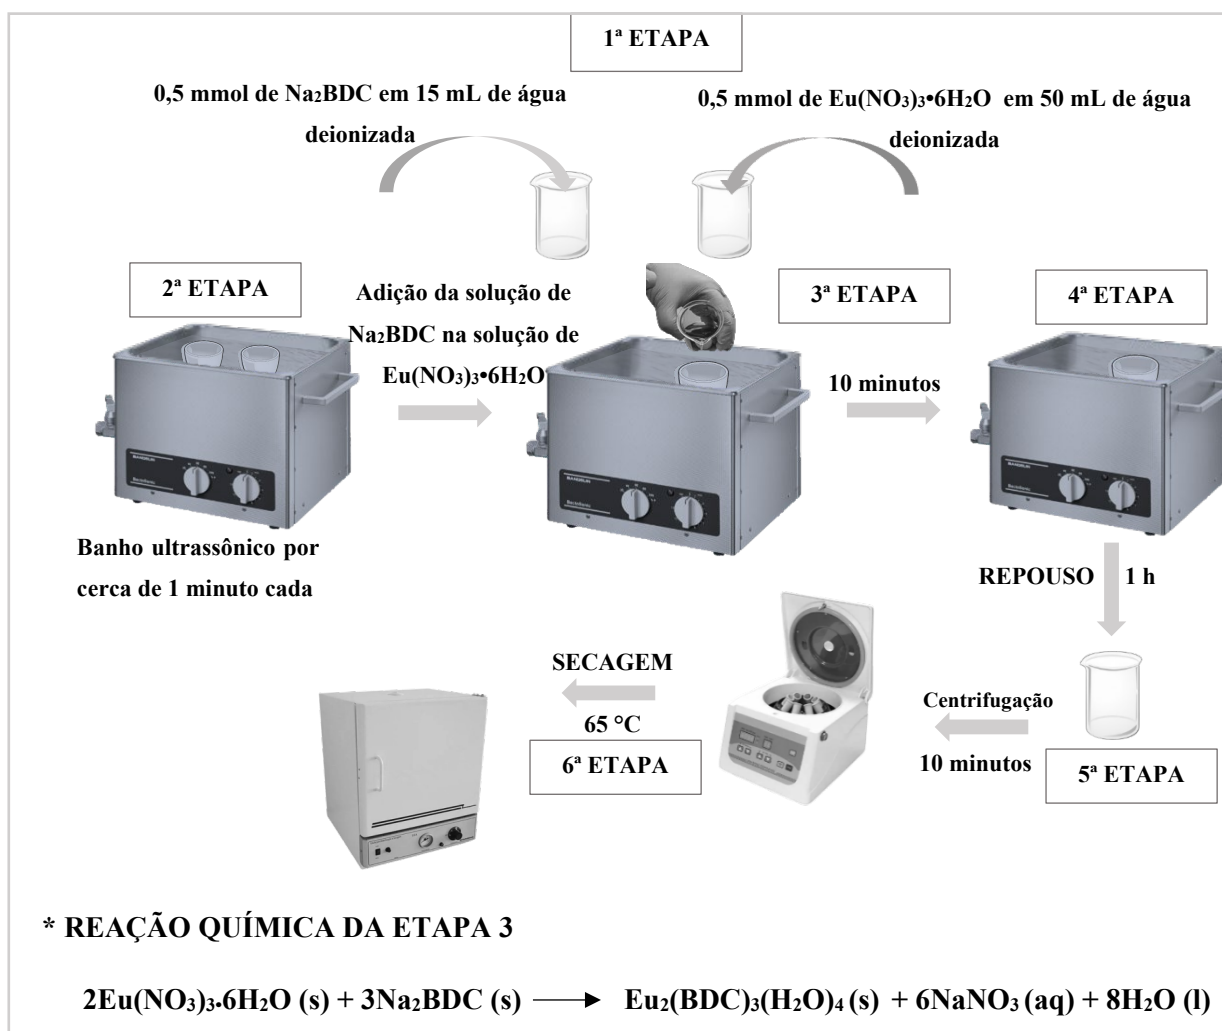 1ª ETAPA
0,5 mmol de Na₂BDC em 15 mL de água
deionizada
0,5 mmol de Eu(NO₃)₃•6H₂O em 50 mL de água
deionizada
2ª ETAPA
Adição da solução de
Na₂BDC na solução de
Eu(NO₃)₃•6H₂O
3ª ETAPA
10 minutos
4ª ETAPA
BANDELIN
BANDELIN
BANDELIN
Banho ultrassônico por
cerca de 1 minuto cada
REPOUSO 1 h
SECAGEM
65 °C
6ª ETAPA
Centrifugação
10 minutos
5ª ETAPA
* REAÇÃO QUÍMICA DA ETAPA 3
2Eu(NO₃)₃.6H₂O (s) + 3Na₂BDC (s) ⟶ Eu₂(BDC)₃(H₂O)₄ (s) + 6NaNO₃ (aq) + 8H₂O (l)